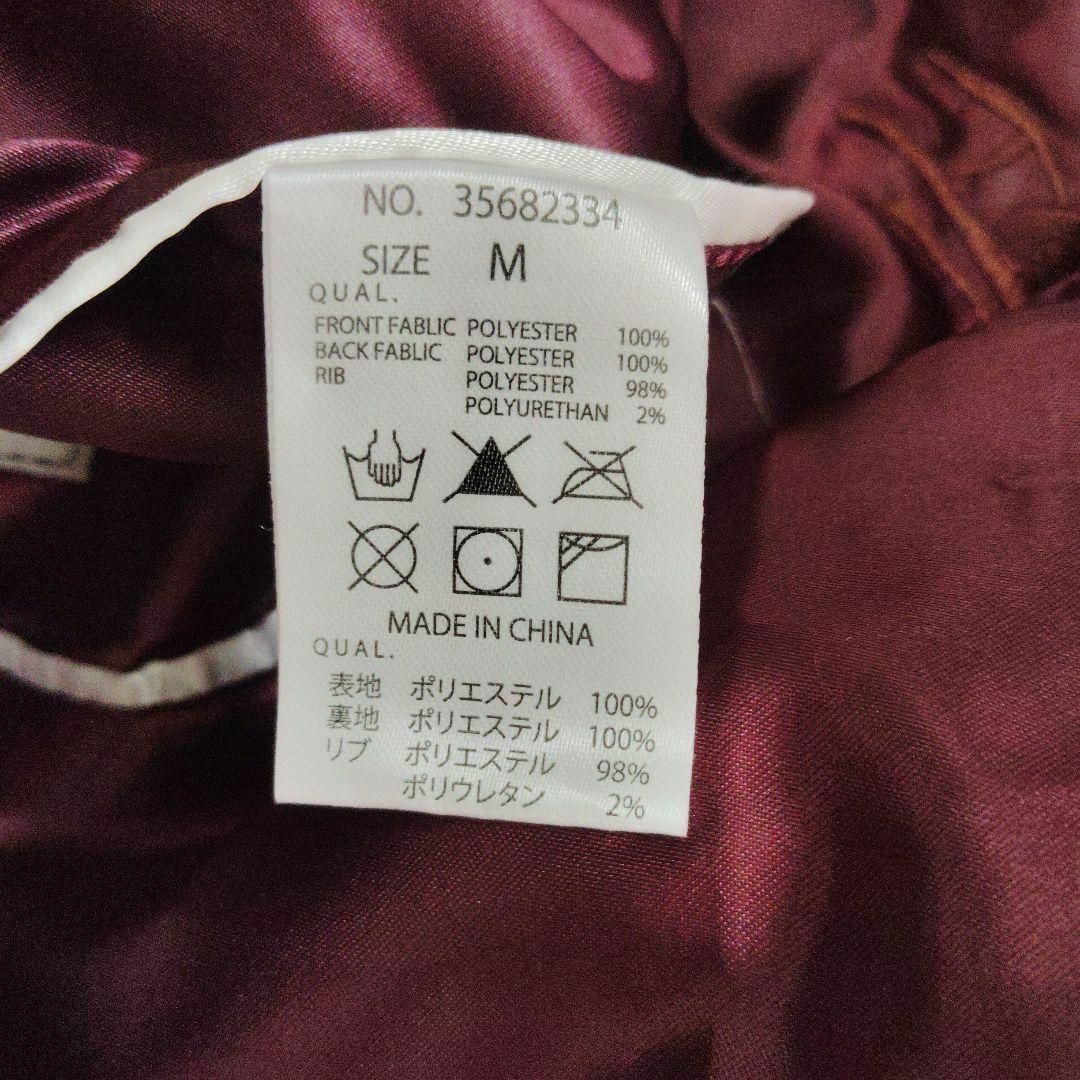 NO. 35682334
SIZE M
QUAL.
FRONT FABLIC POLYESTER 100%
BACK FABLIC POLYESTER 100%
RIB POLYESTER 98%
POLYURETHAN 2%
MADE IN CHINA
QUAL.
表地 ポリエステル 100%
裏地 ポリエステル 100%
リブ ポリエステル 98%
ポリウレタン 2%